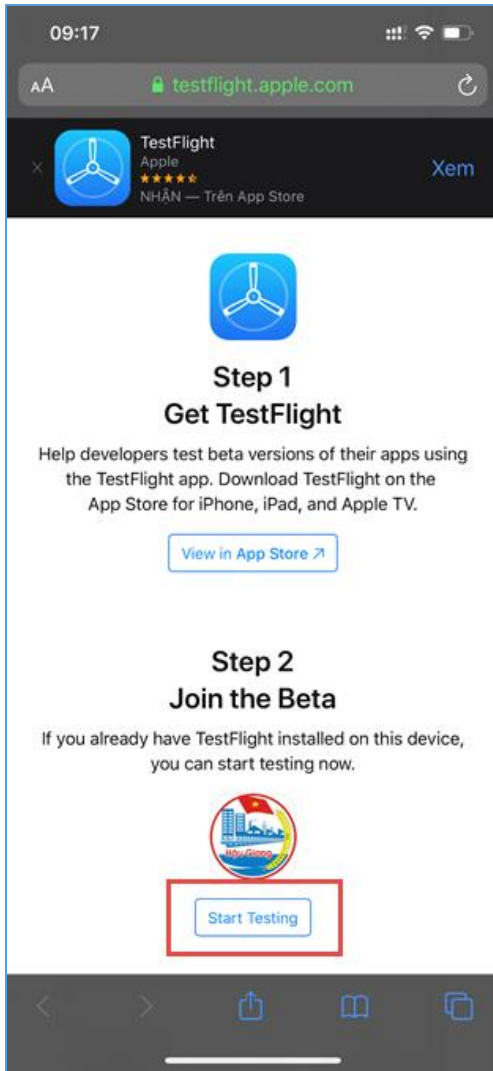 09:17
AA
testflight.apple.com
TestFlight
Apple
NHẬN — Trên App Store
Xem
Step 1
Get TestFlight
Help developers test beta versions of their apps using
the TestFlight app. Download TestFlight on the
App Store for iPhone, iPad, and Apple TV.
View in App Store ↗
Step 2
Join the Beta
If you already have TestFlight installed on this device,
you can start testing now.
Hậu Giang
Start Testing